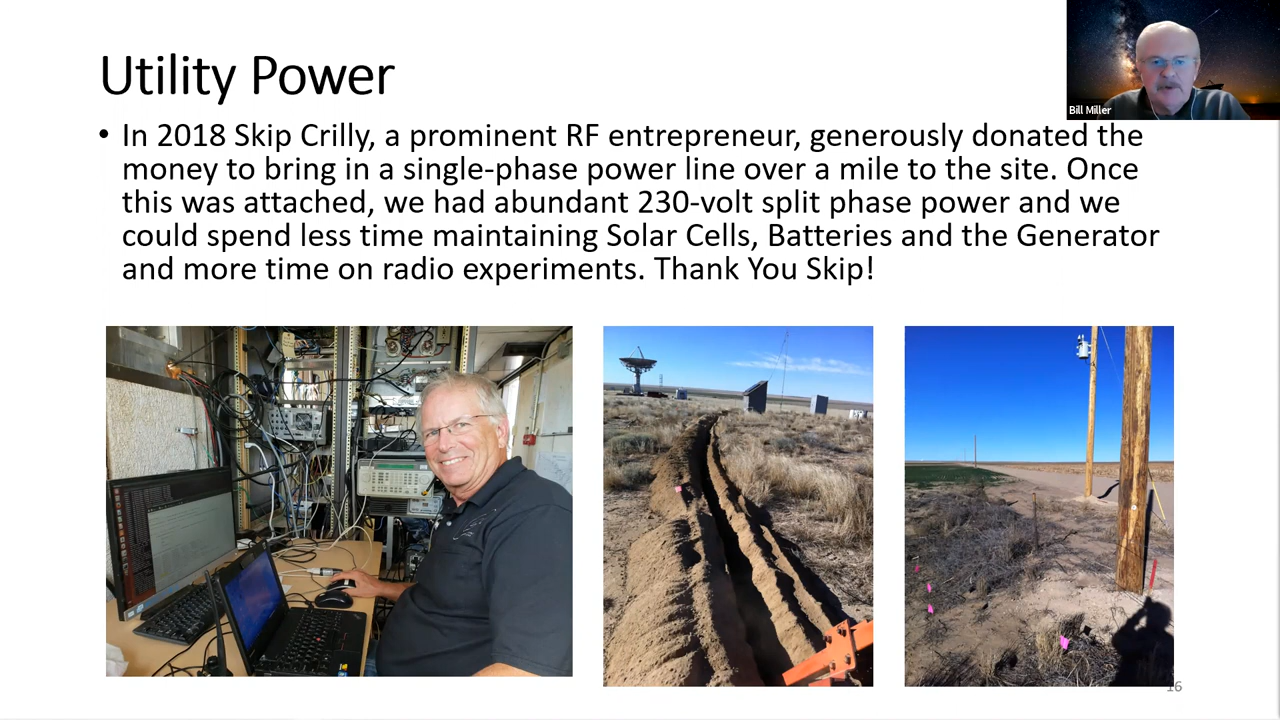 Utility Power
Bill Miller
• In 2018 Skip Crilly, a prominent RF entrepreneur, generously donated the
money to bring in a single-phase power line over a mile to the site. Once
this was attached, we had abundant 230-volt split phase power and we
could spend less time maintaining Solar Cells, Batteries and the Generator
and more time on radio experiments. Thank You Skip!
16